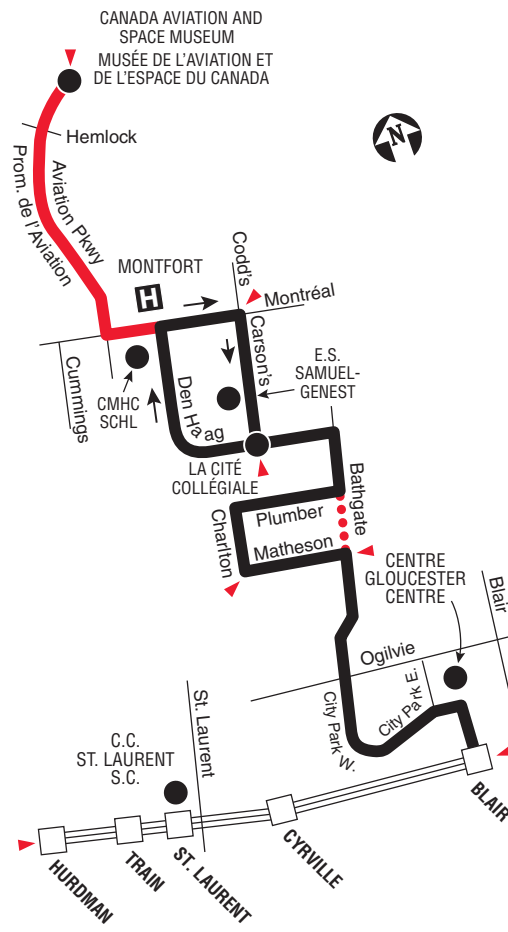 CANADA AVIATION AND
SPACE MUSEUM
MUSÉE DE L'AVIATION ET
DE L'ESPACE DU CANADA
Hemlock
N
Aviation Pkwy
Prom. de l'Aviation
MONTFORT
H
Codd's
Montréal
Carson's
E.S.
SAMUEL-
GENEST
Cummings
CMHC
SCHL
Den Haag
LA CITÉ
COLLÉGIALE
Bathgate
Plumber
Charlton
Matheson
CENTRE
GLOUCESTER
CENTRE
Blair
Ogilvie
City Park E.
City Park W.
St. Laurent
C.C.
ST. LAURENT
S.C.
BLAIR
CYRVILLE
ST. LAURENT
TRAIN
HURDMAN